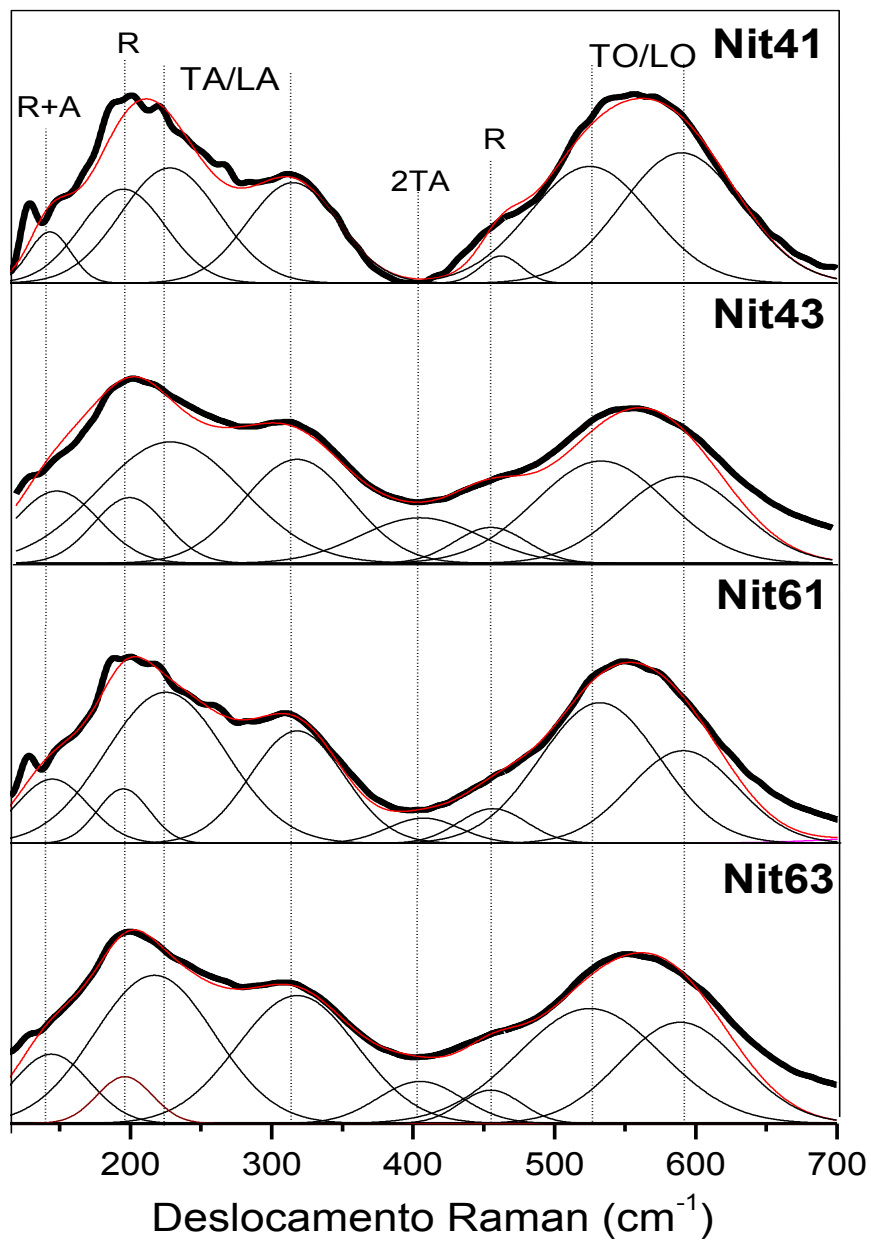 Nit41
R
TA/LA
TO/LO
R+A
R
2TA
Nit43
Nit61
Nit63
200 300 400 500 600 700
Deslocamento Raman (cm⁻¹)